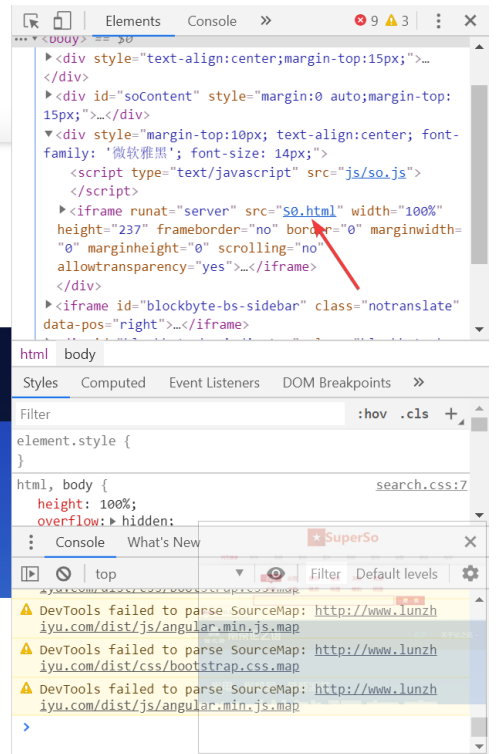 Elements Console » 9 3
<body> == $0
<div style="text-align:center;margin-top:15px;">…
</div>
<div id="soContent" style="margin:0 auto;margin-top:
15px;">…</div>
<div style="margin-top:10px; text-align:center; font-
family: '微软雅黑'; font-size: 14px;">
<script type="text/javascript" src="js/so.js">
</script>
<iframe runat="server" src="S0.html" width="100%"
height="237" frameborder="no" border="0" marginwidth=
"0" marginheight="0" scrolling="no"
allowtransparency="yes">…</iframe>
</div>
<iframe id="blockbyte-bs-sidebar" class="notranslate"
data-pos="right">…</iframe>
html body
Styles Computed Event Listeners DOM Breakpoints »
Filter :hov .cls +
element.style {
}
html, body { search.css:7
height: 100%;
overflow: hidden;
Console What's New
SuperSo
top Filter Default levels
iyu.com/dist/css/bootstrap.css.map
DevTools failed to parse SourceMap: http://www.lunzh
iyu.com/dist/js/angular.min.js.map
DevTools failed to parse SourceMap: http://www.lunzh
iyu.com/dist/css/bootstrap.css.map
DevTools failed to parse SourceMap: http://www.lunzh
iyu.com/dist/js/angular.min.js.map